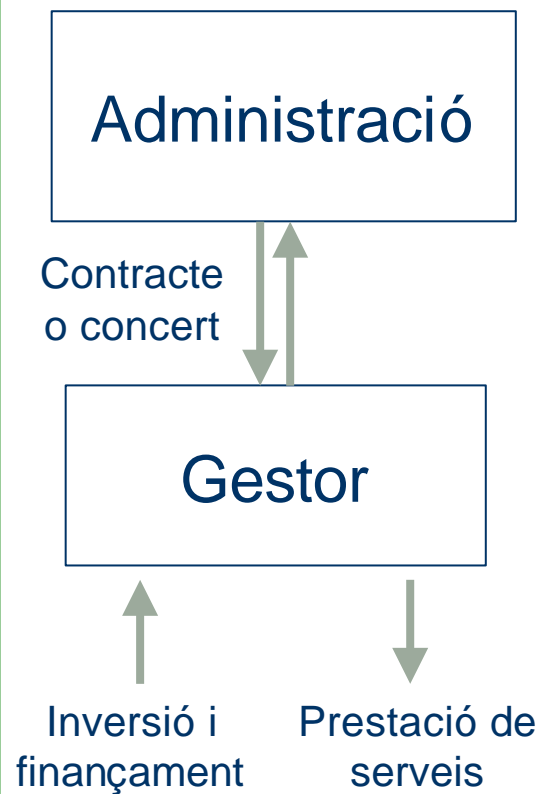 Administració
Contracte
o concert
Gestor
Inversió i
finançament
Prestació de
serveis